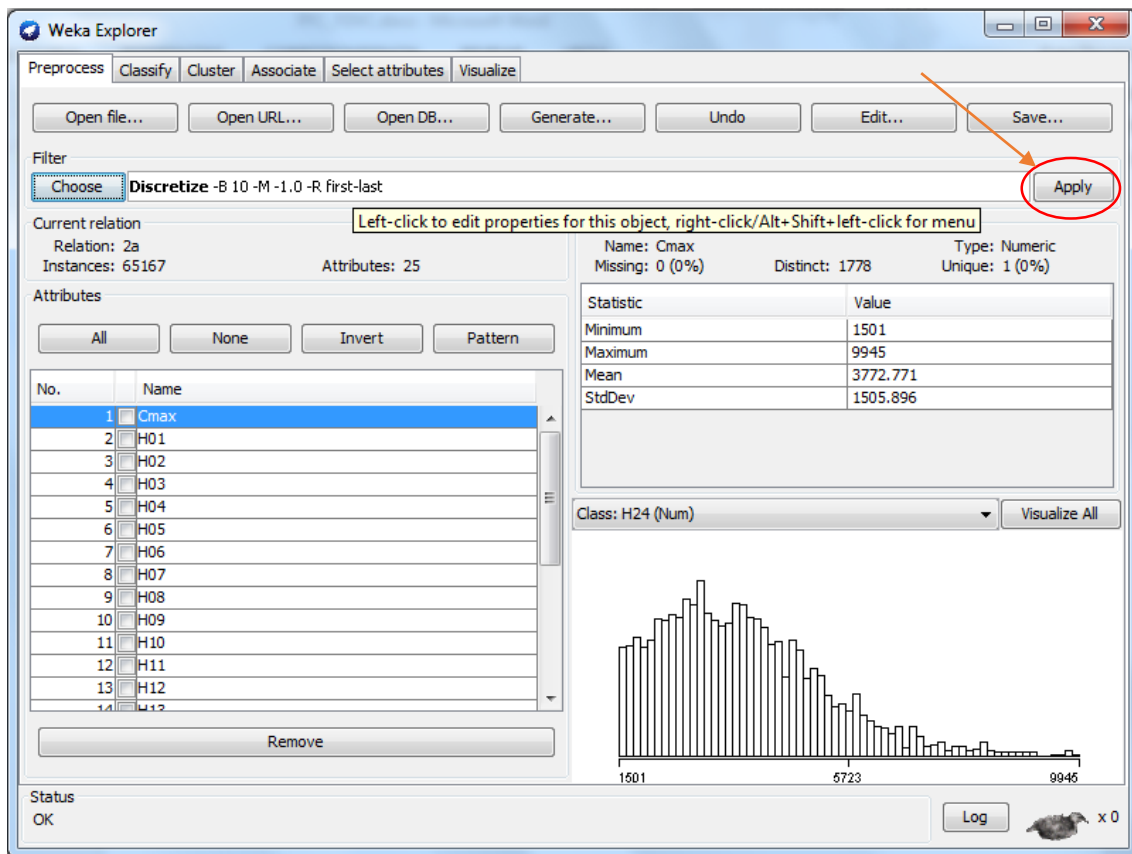 Weka Explorer
Preprocess Classify Cluster Associate Select attributes Visualize
Open file... Open URL... Open DB... Generate... Undo Edit... Save...
Filter
Choose Discretize -B 10 -M -1.0 -R first-last Apply
Left-click to edit properties for this object, right-click/Alt+Shift+left-click for menu
Current relation
Relation: 2a
Instances: 65167 Attributes: 25
Name: Cmax Type: Numeric
Missing: 0 (0%) Distinct: 1778 Unique: 1 (0%)
Attributes
All None Invert Pattern
No. Name
1 Cmax
2 H01
3 H02
4 H03
5 H04
6 H05
7 H06
8 H07
9 H08
10 H09
11 H10
12 H11
13 H12
14 H13
Remove
Statistic Value
Minimum 1501
Maximum 9945
Mean 3772.771
StdDev 1505.896
Class: H24 (Num) Visualize All
1501 5723 9945
Status
OK
Log x 0